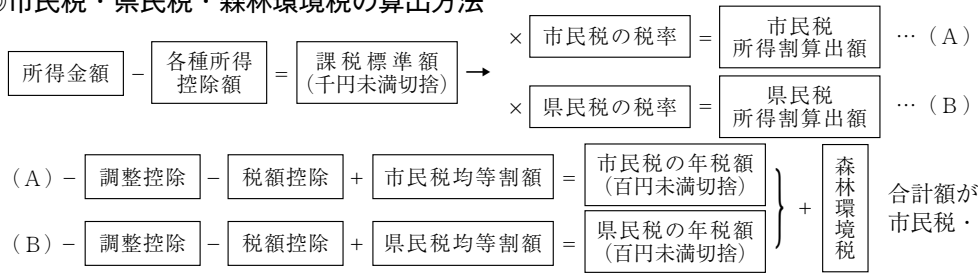 ◎市民税・県民税・森林環境税の算出方法
所得金額 − 各種所得控除額 = 課税標準額(千円未満切捨) →
× 市民税の税率 = 市民税所得割算出額 …(A)
× 県民税の税率 = 県民税所得割算出額 …(B)
(A)− 調整控除 − 税額控除 + 市民税均等割額 = 市民税の年税額(百円未満切捨)
(B)− 調整控除 − 税額控除 + 県民税均等割額 = 県民税の年税額(百円未満切捨)
} + 森林環境税
合計額が
市民税・